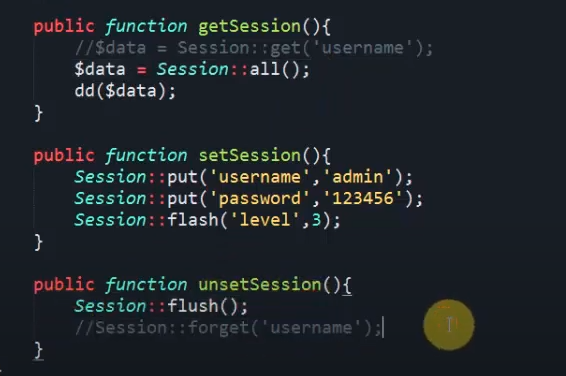 public function getSession(){
//$data = Session::get('username');
$data = Session::all();
dd($data);
}
public function setSession(){
Session::put('username','admin');
Session::put('password','123456');
Session::flash('level',3);
}
public function unsetSession(){
Session::flush();
//Session::forget('username');
}